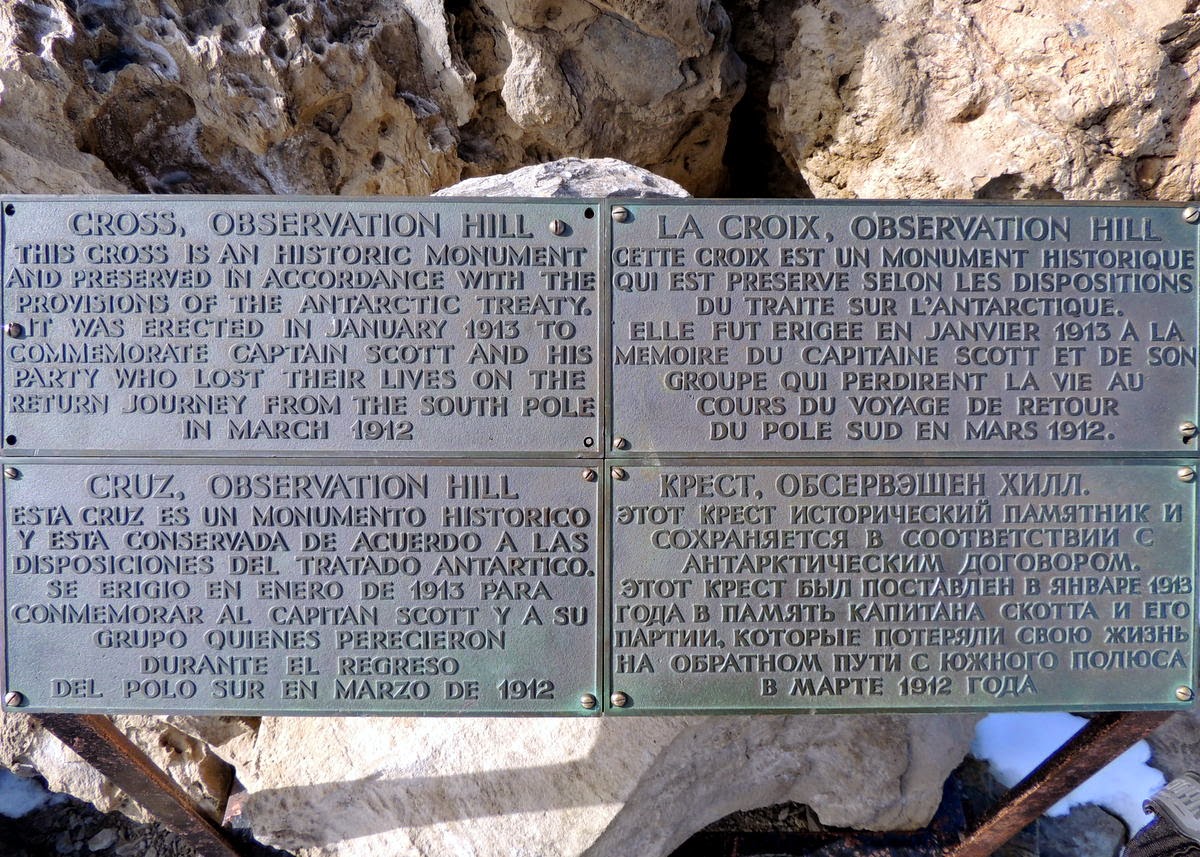 CROSS, OBSERVATION HILL
THIS CROSS IS AN HISTORIC MONUMENT
AND PRESERVED IN ACCORDANCE WITH THE
PROVISIONS OF THE ANTARCTIC TREATY.
IT WAS ERECTED IN JANUARY 1913 TO
COMMEMORATE CAPTAIN SCOTT AND HIS
PARTY WHO LOST THEIR LIVES ON THE
RETURN JOURNEY FROM THE SOUTH POLE
IN MARCH 1912
LA CROIX, OBSERVATION HILL
CETTE CROIX EST UN MONUMENT HISTORIQUE
QUI EST PRESERVE SELON LES DISPOSITIONS
DU TRAITE SUR L'ANTARCTIQUE.
ELLE FUT ERIGEE EN JANVIER 1913 A LA
MEMOIRE DU CAPITAINE SCOTT ET DE SON
GROUPE QUI PERDIRENT LA VIE AU
COURS DU VOYAGE DE RETOUR
DU POLE SUD EN MARS 1912.
CRUZ, OBSERVATION HILL
ESTA CRUZ ES UN MONUMENTO HISTORICO
Y ESTA CONSERVADA DE ACUERDO A LAS
DISPOSICIONES DEL TRATADO ANTARTICO.
SE ERIGIO EN ENERO DE 1913 PARA
CONMEMORAR AL CAPITAN SCOTT Y A SU
GRUPO QUIENES PERECIERON
DURANTE EL REGRESO
DEL POLO SUR EN MARZO DE 1912
КРЕСТ, ОБСЕРВЭШЕН ХИЛЛ.
ЭТОТ КРЕСТ ИСТОРИЧЕСКИЙ ПАМЯТНИК И
СОХРАНЯЕТСЯ В СООТВЕТСТВИИ С
АНТАРКТИЧЕСКИМ ДОГОВОРОМ.
ЭТОТ КРЕСТ БЫЛ ПОСТАВЛЕН В ЯНВАРЕ 1913
ГОДА В ПАМЯТЬ КАПИТАНА СКОТТА И ЕГО
ПАРТИИ, КОТОРЫЕ ПОТЕРЯЛИ СВОЮ ЖИЗНЬ
НА ОБРАТНОМ ПУТИ С ЮЖНОГО ПОЛЮСА
В МАРТЕ 1912 ГОДА